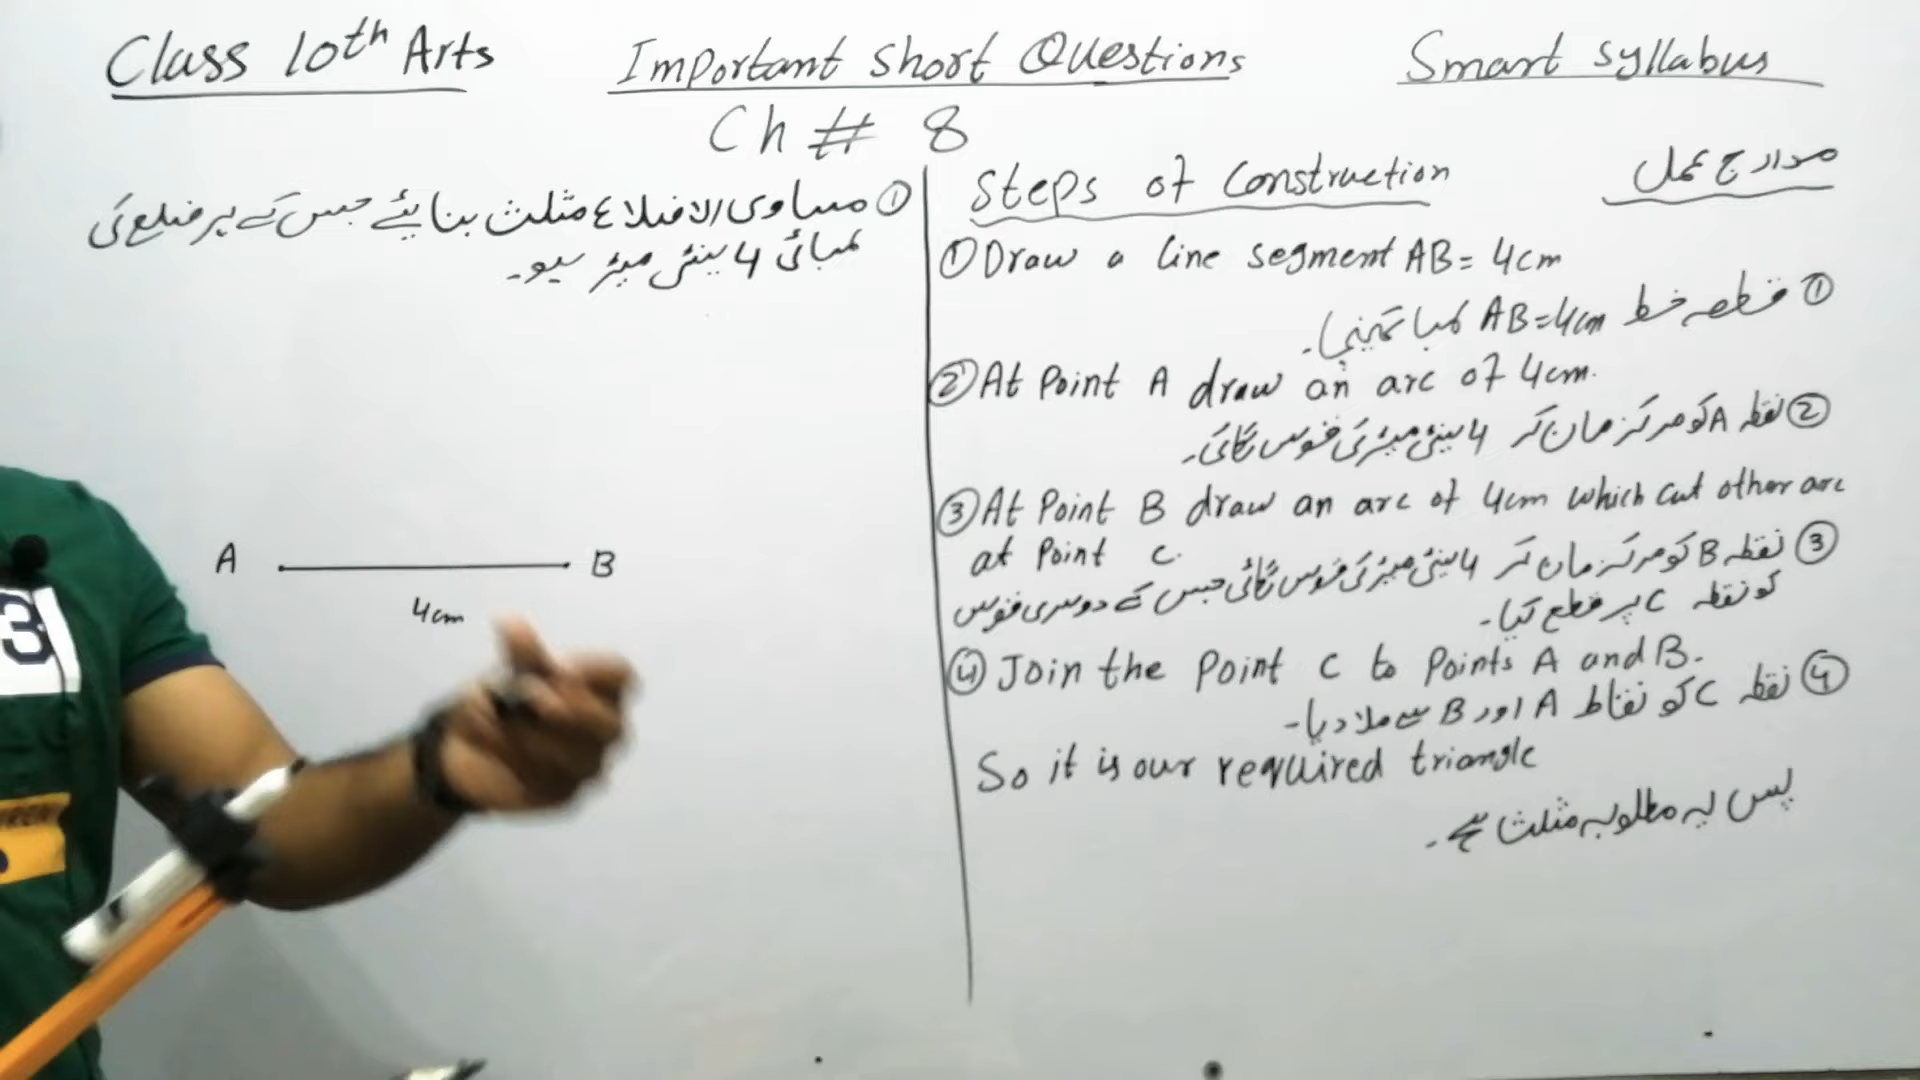 Class 10th Arts
Important Short Questions
Smart Syllabus
Ch # 8
① مساوی الاضلاع مثلث بنایئے جس کے ہر ضلع کی
لمبائی 4 سینٹی میٹر ہو۔
A
B
4cm
Steps of Construction
مدارج عمل
① Draw a line segment AB = 4cm
① قطعہ خط AB=4cm لمبا کھینچا۔
② At Point A draw an arc of 4cm.
② نقطہ A کو مرکز مان کر 4 سینٹی میٹر کی قوس لگائی۔
③ At Point B draw an arc of 4cm which cut other arc
at Point C.
③ نقطہ B کو مرکز مان کر 4 سینٹی میٹر کی قوس لگائی جس کے دوسری قوس
کو نقطہ C پر قطع کیا۔
④ Join the Point C to Points A and B.
④ نقطہ C کو نقاط A اور B سے ملا دیا۔
So it is our required triangle
پس یہ مطلوبہ مثلث ہے۔
3